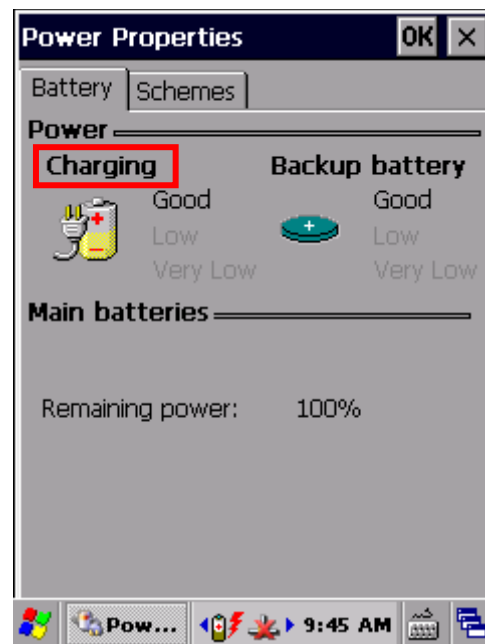 Power Properties OK ×
Battery Schemes
Power
Charging Backup battery
Good Good
Low Low
Very Low Very Low
Main batteries
Remaining power: 100%
Pow... 9:45 AM